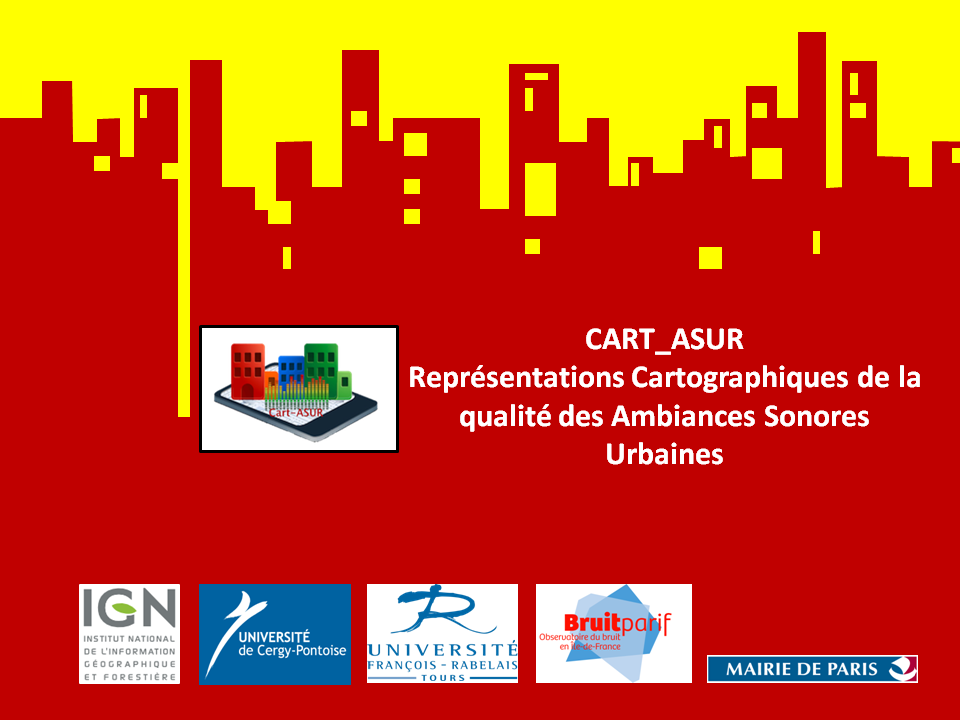 CART_ASUR
Représentations Cartographiques de la
qualité des Ambiances Sonores
Urbaines
Cart-ASUR
IGN
INSTITUT NATIONAL
DE L'INFORMATION
GÉOGRAPHIQUE
ET FORESTIÈRE
UNIVERSITÉ
de Cergy-Pontoise
UNIVERSITÉ
FRANÇOIS - RABELAIS
TOURS
Bruitparif
Observatoire du bruit
en île-de-France
MAIRIE DE PARIS